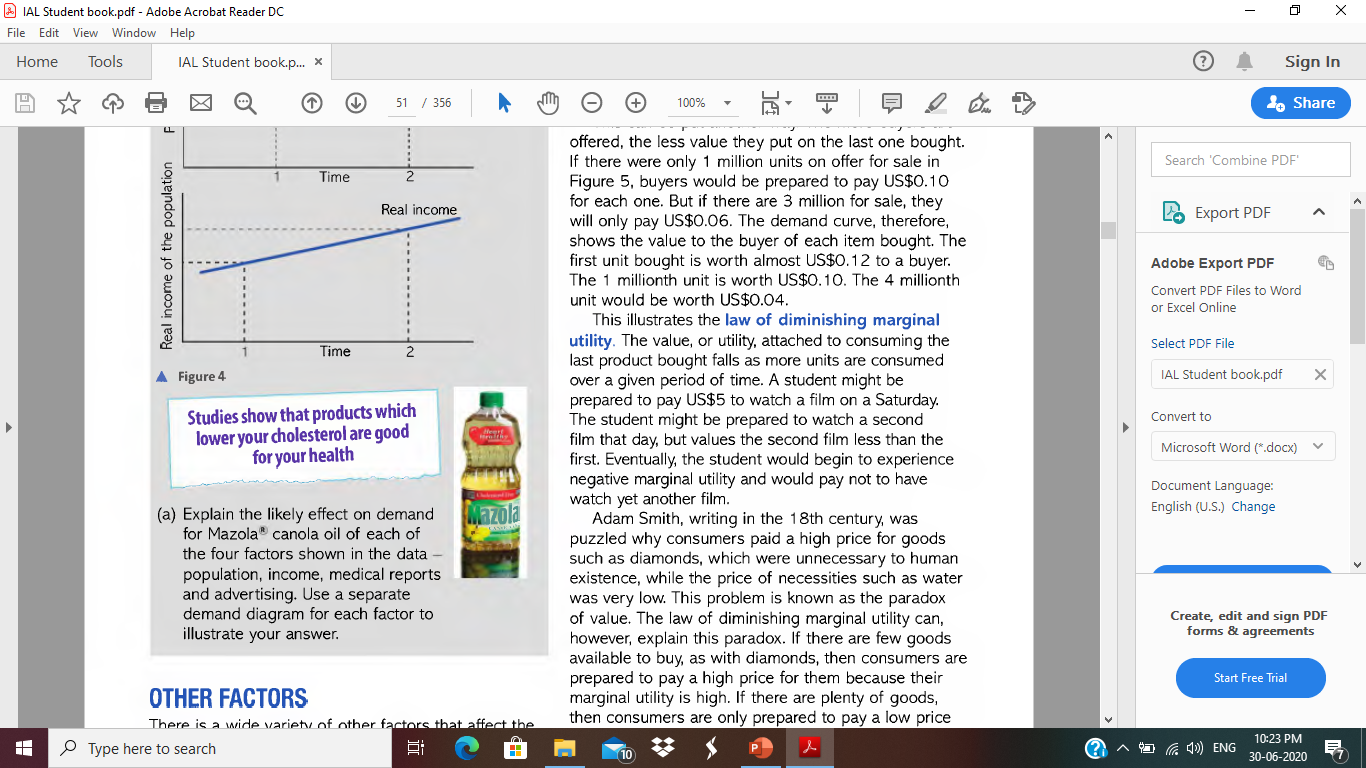 IAL Student book.pdf - Adobe Acrobat Reader DC
File Edit View Window Help
Home Tools IAL Student book.p... ×
Sign In
51 / 356
100%
Share
1 Time 2
Real income of the population
Real income
1 Time 2
▲ Figure 4
Studies show that products which
lower your cholesterol are good
for your health
Heart
Healthy
Cholesterol Free
Mazola
(a) Explain the likely effect on demand
for Mazola® canola oil of each of
the four factors shown in the data –
population, income, medical reports
and advertising. Use a separate
demand diagram for each factor to
illustrate your answer.
OTHER FACTORS
There is a wide variety of other factors that affect the
offered, the less value they put on the last one bought.
If there were only 1 million units on offer for sale in
Figure 5, buyers would be prepared to pay US$0.10
for each one. But if there are 3 million for sale, they
will only pay US$0.06. The demand curve, therefore,
shows the value to the buyer of each item bought. The
first unit bought is worth almost US$0.12 to a buyer.
The 1 millionth unit is worth US$0.10. The 4 millionth
unit would be worth US$0.04.
This illustrates the law of diminishing marginal
utility. The value, or utility, attached to consuming the
last product bought falls as more units are consumed
over a given period of time. A student might be
prepared to pay US$5 to watch a film on a Saturday.
The student might be prepared to watch a second
film that day, but values the second film less than the
first. Eventually, the student would begin to experience
negative marginal utility and would pay not to have
watch yet another film.
Adam Smith, writing in the 18th century, was
puzzled why consumers paid a high price for goods
such as diamonds, which were unnecessary to human
existence, while the price of necessities such as water
was very low. This problem is known as the paradox
of value. The law of diminishing marginal utility can,
however, explain this paradox. If there are few goods
available to buy, as with diamonds, then consumers are
prepared to pay a high price for them because their
marginal utility is high. If there are plenty of goods,
then consumers are only prepared to pay a low price
Search 'Combine PDF'
Export PDF
Adobe Export PDF
Convert PDF Files to Word
or Excel Online
Select PDF File
IAL Student book.pdf
Convert to
Microsoft Word (*.docx)
Document Language:
English (U.S.) Change
Create, edit and sign PDF
forms & agreements
Start Free Trial
Type here to search
10
ENG
10:23 PM
30-06-2020
7